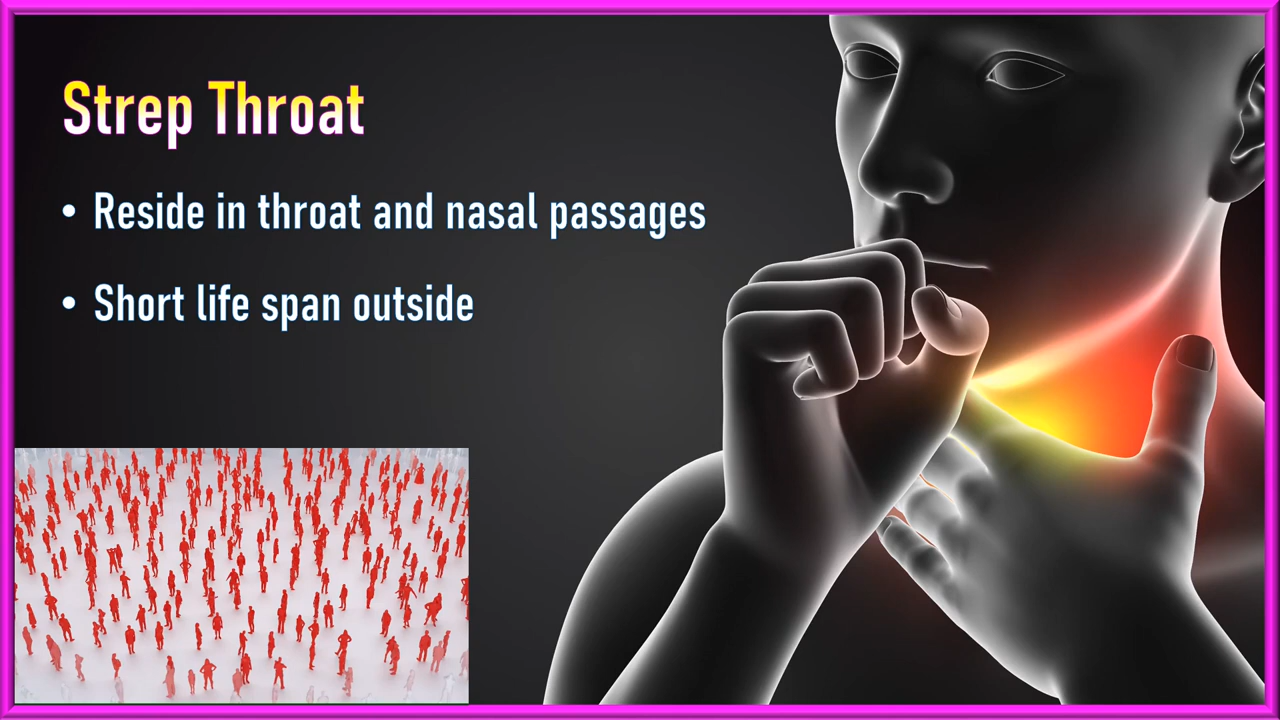 Strep Throat
• Reside in throat and nasal passages
• Short life span outside